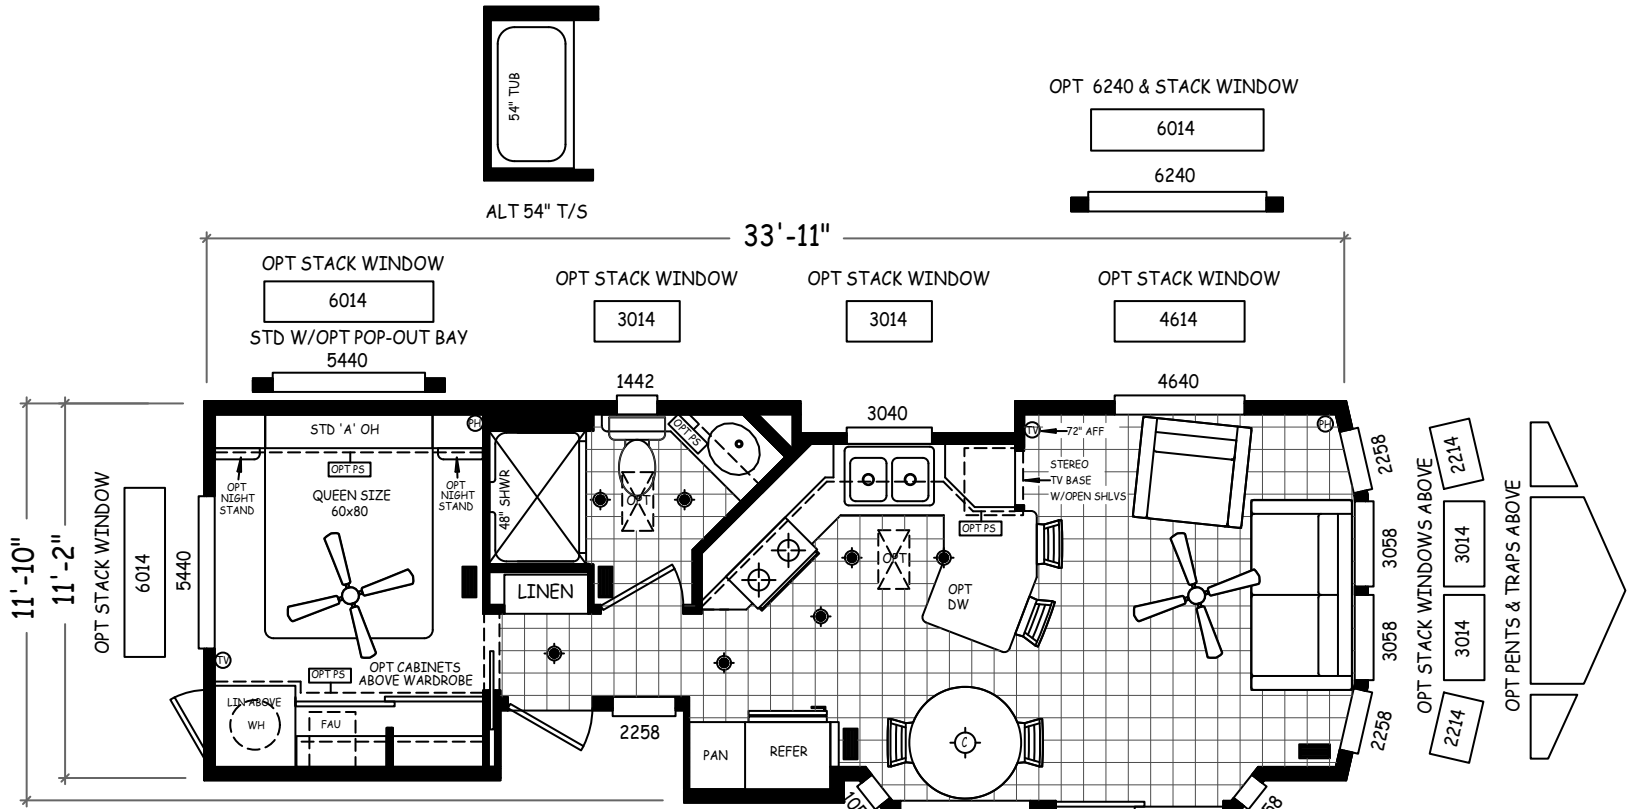 54" TUB
ALT 54" T/S
OPT 6240 & STACK WINDOW
6014
6240
33'-11"
OPT STACK WINDOW
6014
STD W/OPT POP-OUT BAY
5440
OPT STACK WINDOW
3014
1442
OPT STACK WINDOW
3014
3040
OPT STACK WINDOW
4614
4640
11'-10"
11'-2"
OPT STACK WINDOW
6014
5440
STD 'A' OH
PH
OPT PS
OPT
NIGHT
STAND
QUEEN SIZE
60x80
OPT
NIGHT
STAND
TV
OPT PS
OPT CABINETS
ABOVE WARDROBE
LIN ABOVE
WH
FAU
48" SHWR
LINEN
OPT
OPT PS
2258
OPT
OPT PS
OPT
DW
TV
72" AFF
STEREO
TV BASE
W/OPEN SHLVS
PH
PAN
REFER
C
2258
3058
3058
2258
OPT STACK WINDOWS ABOVE
2214
3014
3014
2214
OPT PENTS & TRAPS ABOVE